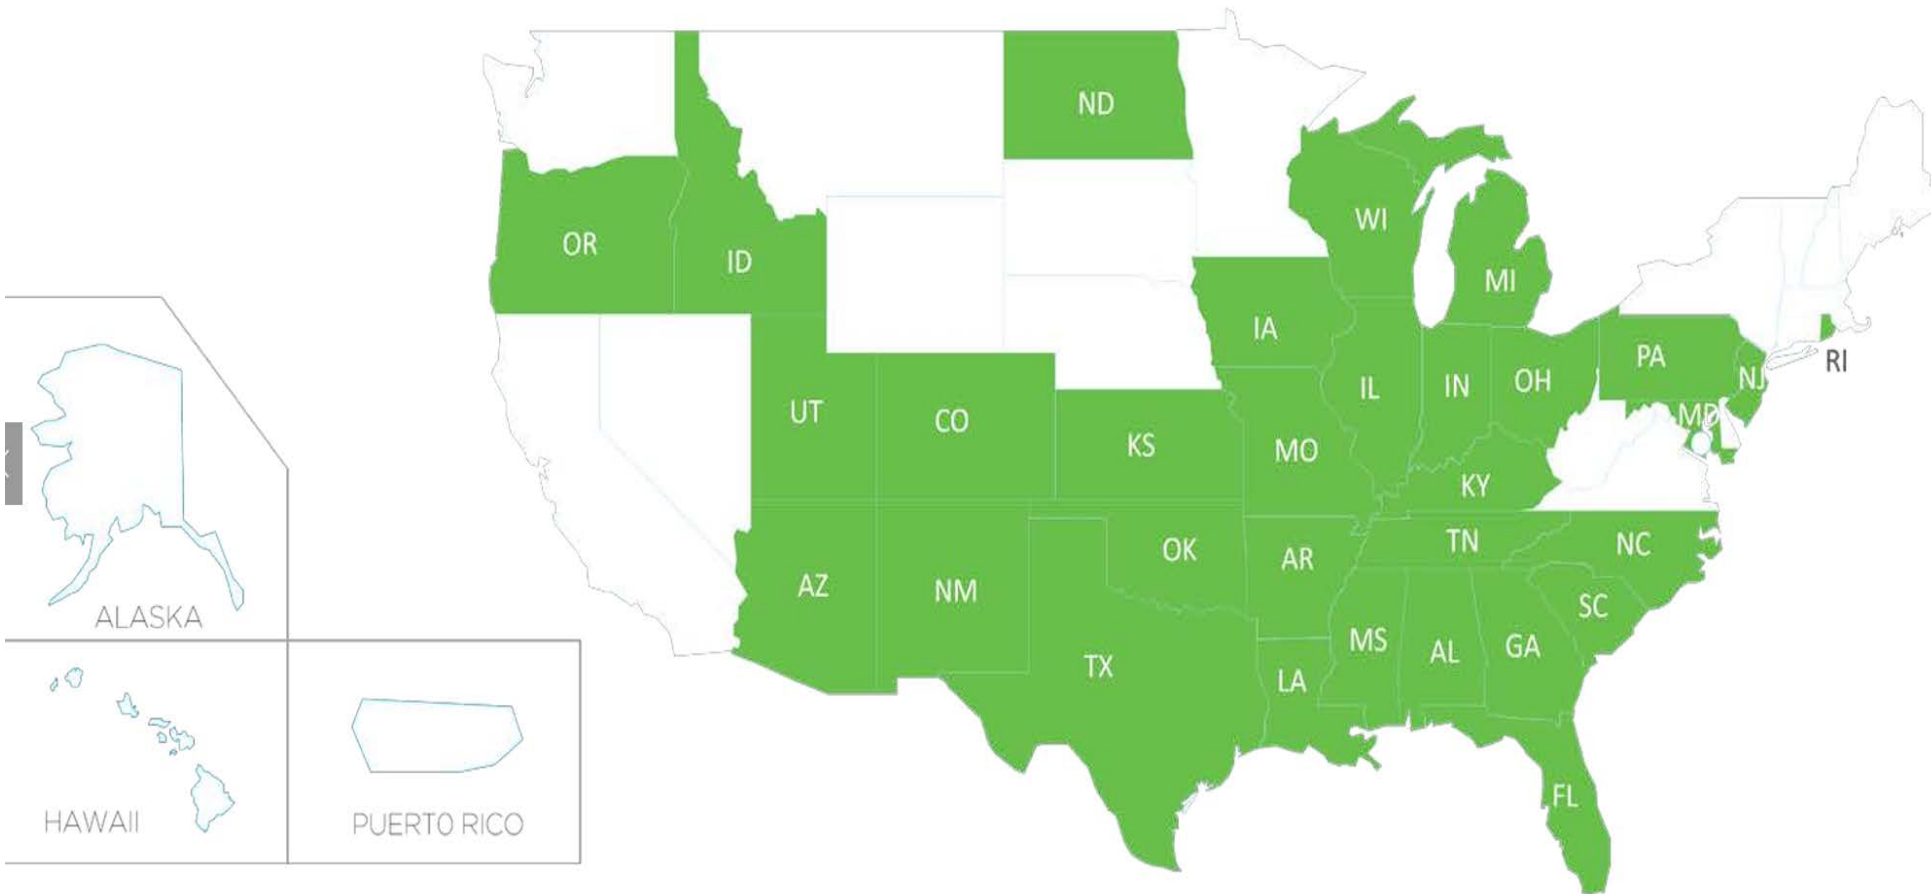 ND
OR
ID
WI
MI
IA
PA
RI
IL
IN
OH
NJ
UT
CO
KS
MO
MD
KY
TN
NC
OK
AR
AZ
NM
SC
MS
AL
GA
TX
LA
FL
ALASKA
HAWAII
PUERTO RICO